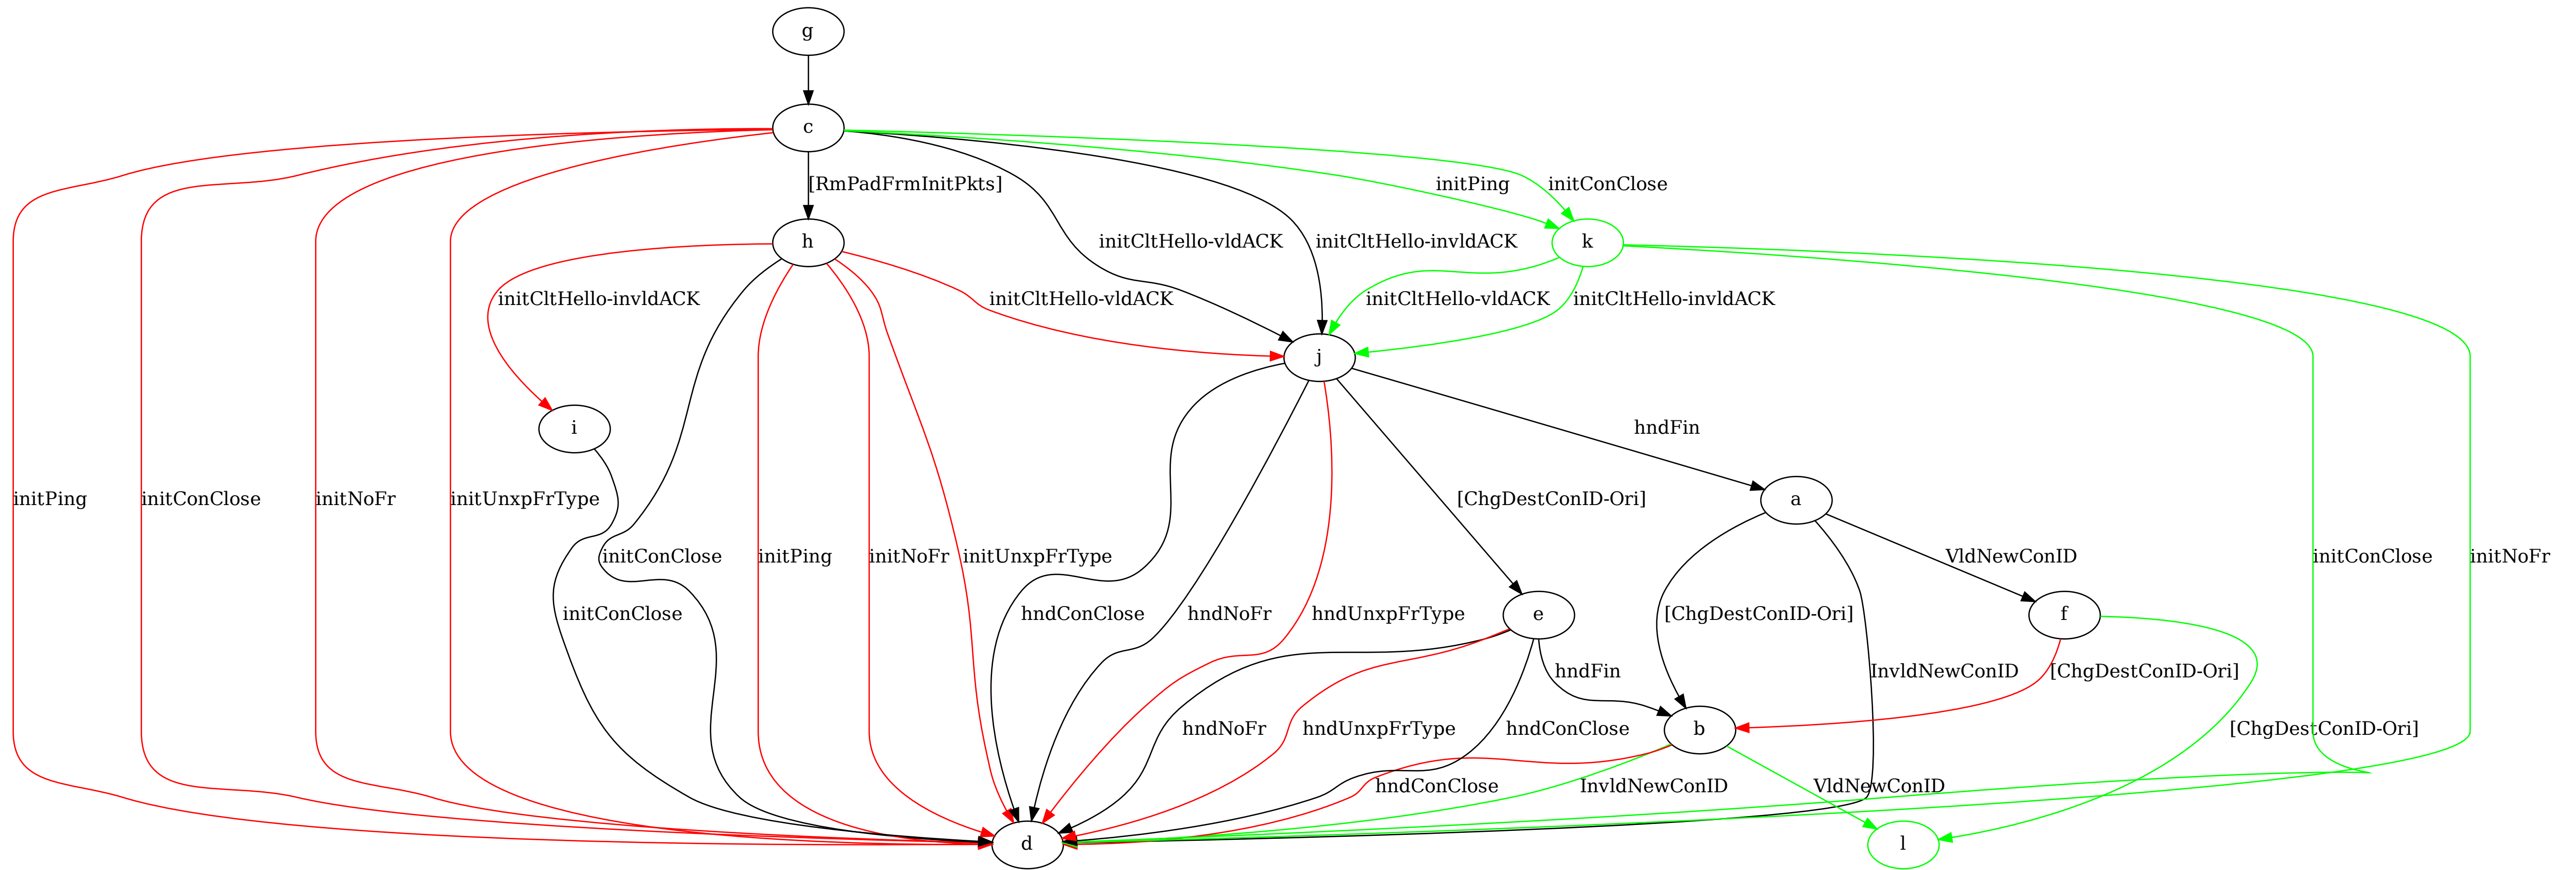 g
c
[RmPadFrmInitPkts]
initPing
initConClose
h
k
initCltHello-vldACK
initCltHello-invldACK
initCltHello-invldACK
initCltHello-vldACK
initCltHello-vldACK
initCltHello-invldACK
j
i
hndFin
initPing
initConClose
initNoFr
initUnxpFrType
[ChgDestConID-Ori]
a
initConClose
initPing
initNoFr
initUnxpFrType
VldNewConID
initConClose
initNoFr
initConClose
hndConClose
hndNoFr
hndUnxpFrType
e
[ChgDestConID-Ori]
f
hndFin
InvldNewConID
[ChgDestConID-Ori]
hndNoFr
hndUnxpFrType
hndConClose
b
[ChgDestConID-Ori]
hndConClose
InvldNewConID
VldNewConID
d
l